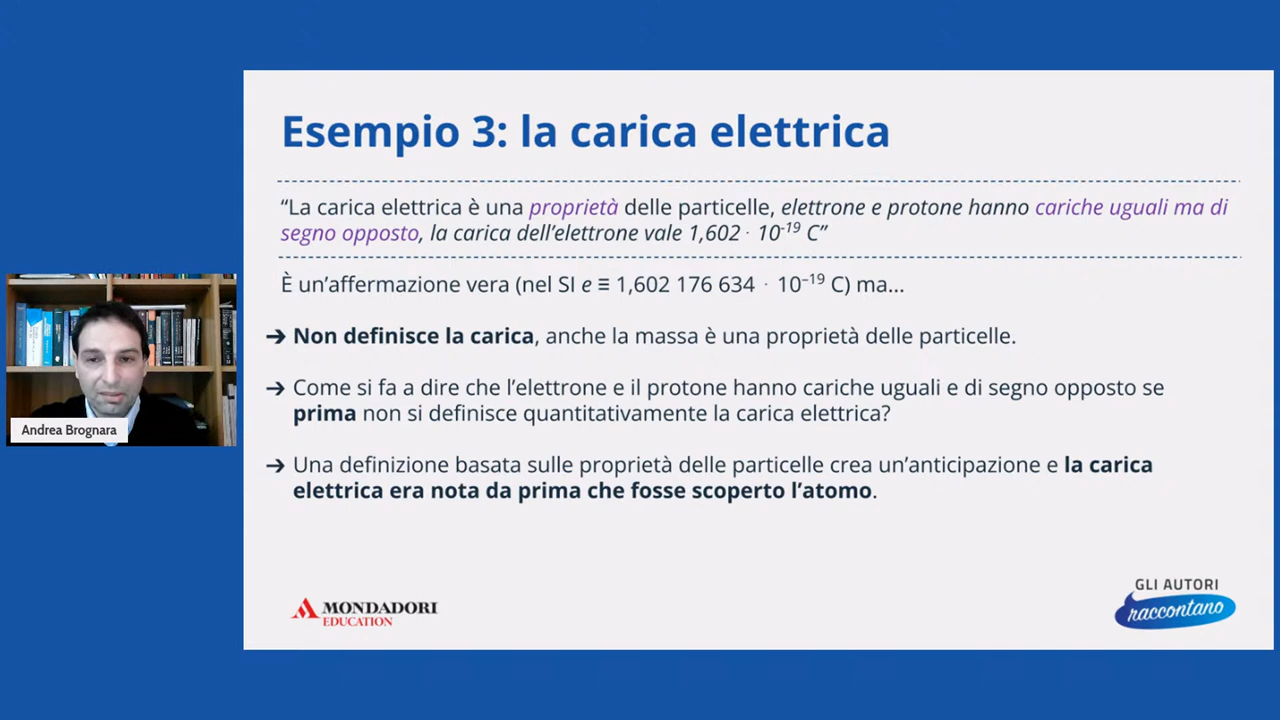 Esempio 3: la carica elettrica
“La carica elettrica è una proprietà delle particelle, elettrone e protone hanno cariche uguali ma di
segno opposto, la carica dell’elettrone vale 1,602 · 10⁻¹⁹ C”
È un’affermazione vera (nel SI e ≡ 1,602 176 634 · 10⁻¹⁹ C) ma...
➔ Non definisce la carica, anche la massa è una proprietà delle particelle.
➔ Come si fa a dire che l’elettrone e il protone hanno cariche uguali e di segno opposto se
prima non si definisce quantitativamente la carica elettrica?
➔ Una definizione basata sulle proprietà delle particelle crea un’anticipazione e la carica
elettrica era nota da prima che fosse scoperto l’atomo.
Andrea Brognara
MONDADORI
EDUCATION
GLI AUTORI
raccontano